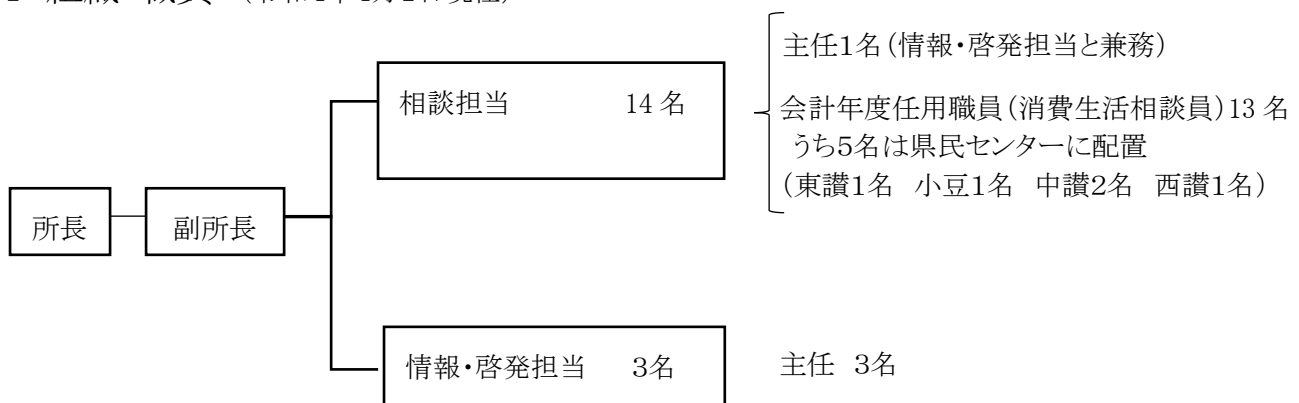 主任1名(情報・啓発担当と兼務)
相談担当 14名
会計年度任用職員(消費生活相談員)13名
うち5名は県民センターに配置
(東讃1名 小豆1名 中讃2名 西讃1名)
所長
副所長
情報・啓発担当 3名
主任 3名